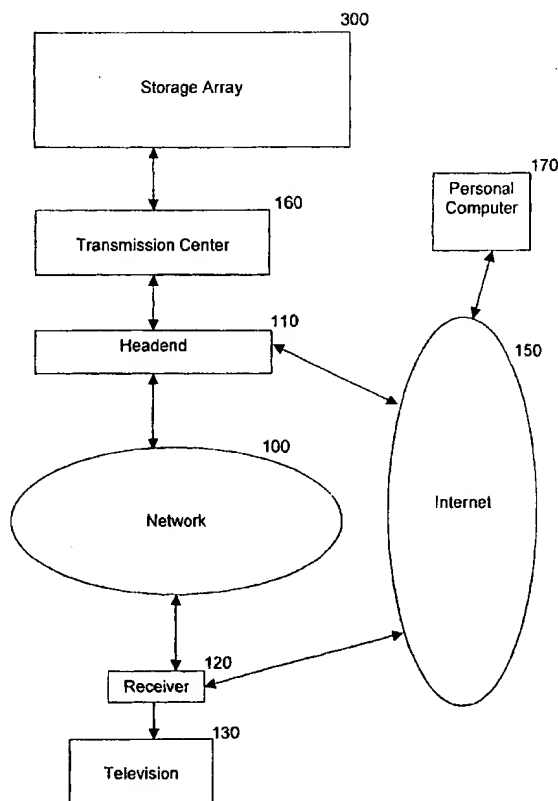 300
Storage Array
170
Personal
Computer
160
Transmission Center
110
Headend
150
100
Internet
Network
120
Receiver
130
Television